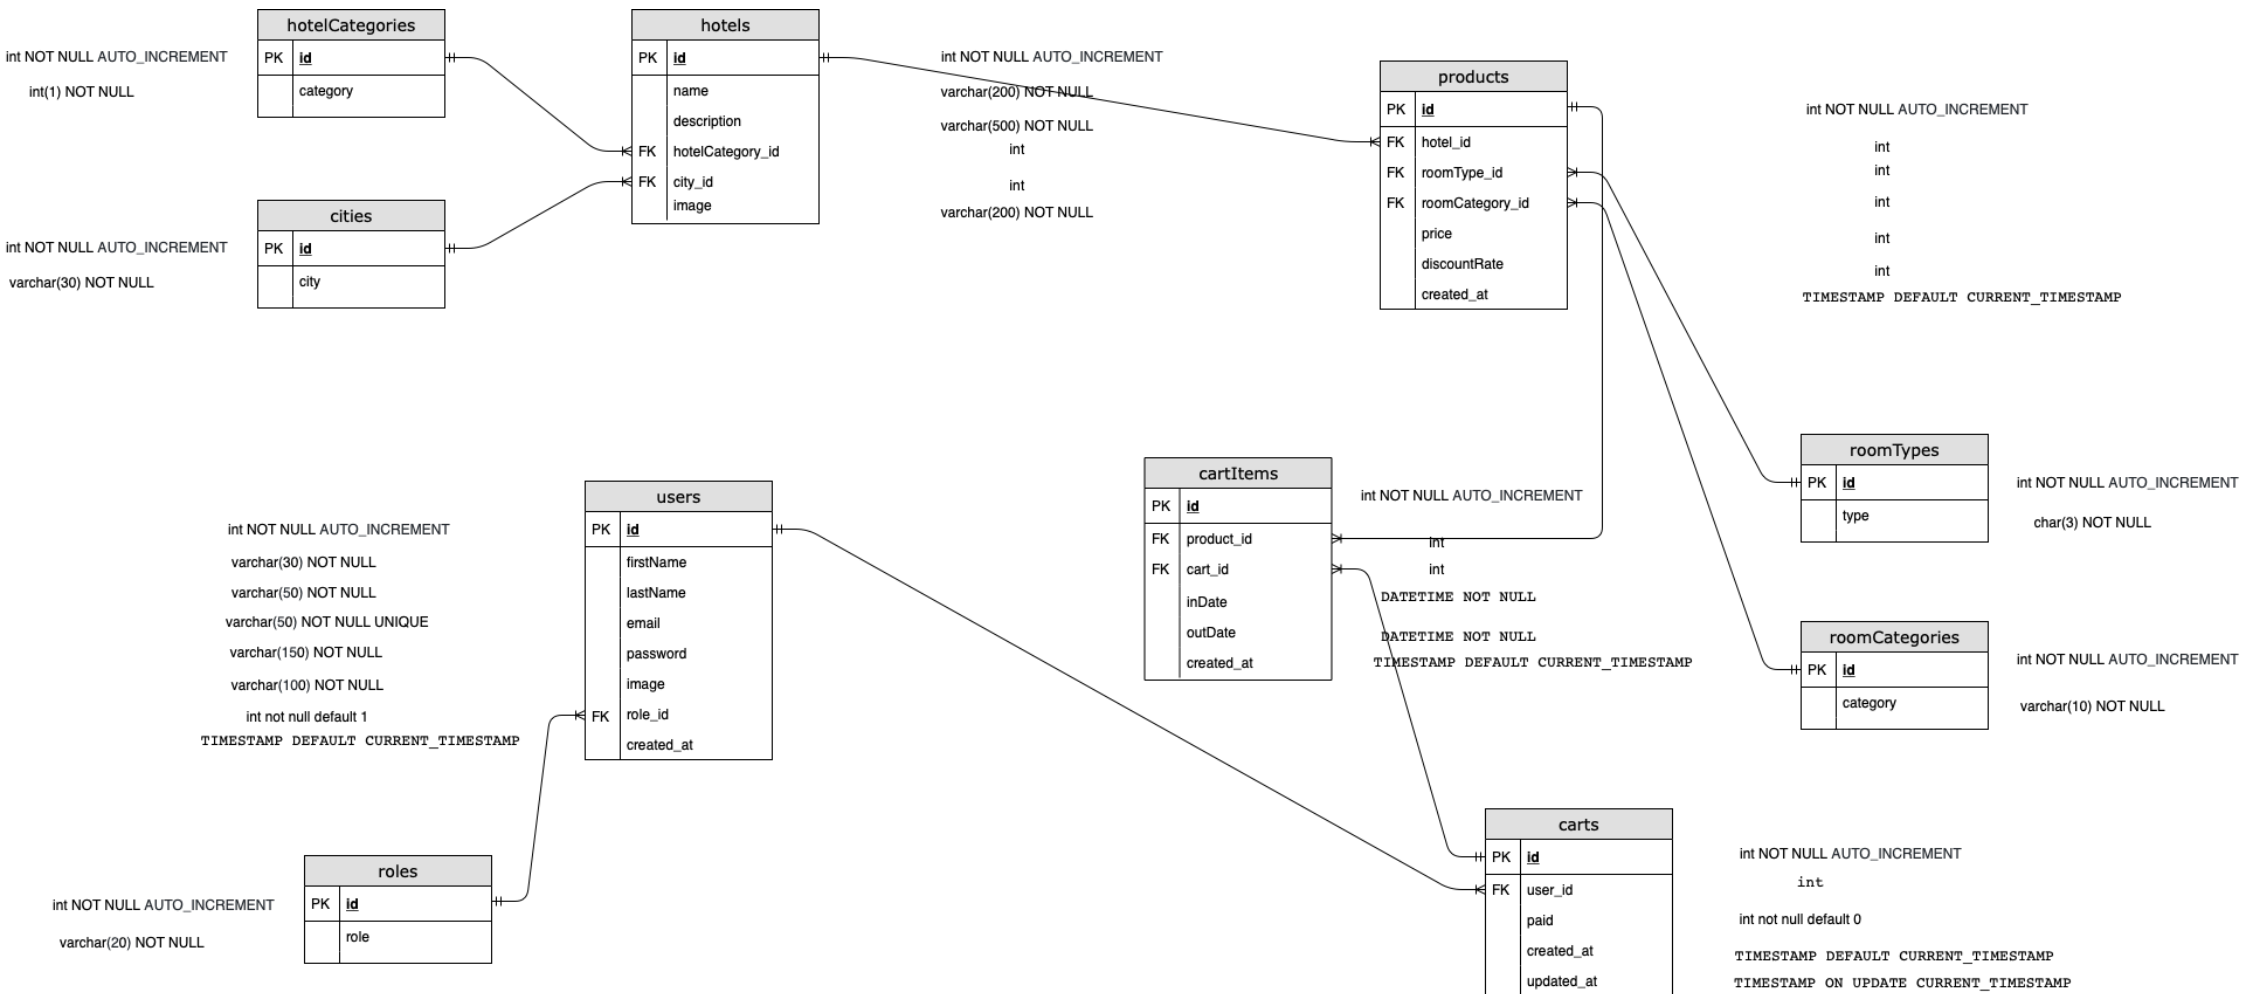 hotelCategories
int NOT NULL AUTO_INCREMENT
PK id
int(1) NOT NULL
category
cities
int NOT NULL AUTO_INCREMENT
PK id
varchar(30) NOT NULL
city
hotels
PK id
int NOT NULL AUTO_INCREMENT
name
varchar(200) NOT NULL
description
varchar(500) NOT NULL
FK hotelCategory_id
int
FK city_id
int
image
varchar(200) NOT NULL
products
PK id
int NOT NULL AUTO_INCREMENT
FK hotel_id
int
FK roomType_id
int
FK roomCategory_id
int
price
int
discountRate
int
created_at
TIMESTAMP DEFAULT CURRENT_TIMESTAMP
roomTypes
PK id
int NOT NULL AUTO_INCREMENT
type
char(3) NOT NULL
roomCategories
PK id
int NOT NULL AUTO_INCREMENT
category
varchar(10) NOT NULL
cartItems
PK id
int NOT NULL AUTO_INCREMENT
FK product_id
int
FK cart_id
int
inDate
DATETIME NOT NULL
outDate
DATETIME NOT NULL
created_at
TIMESTAMP DEFAULT CURRENT_TIMESTAMP
users
int NOT NULL AUTO_INCREMENT
PK id
varchar(30) NOT NULL
firstName
varchar(50) NOT NULL
lastName
varchar(50) NOT NULL UNIQUE
email
varchar(150) NOT NULL
password
varchar(100) NOT NULL
image
int not null default 1
FK role_id
TIMESTAMP DEFAULT CURRENT_TIMESTAMP
created_at
roles
int NOT NULL AUTO_INCREMENT
PK id
varchar(20) NOT NULL
role
carts
PK id
int NOT NULL AUTO_INCREMENT
FK user_id
int
paid
int not null default 0
created_at
TIMESTAMP DEFAULT CURRENT_TIMESTAMP
updated_at
TIMESTAMP ON UPDATE CURRENT_TIMESTAMP